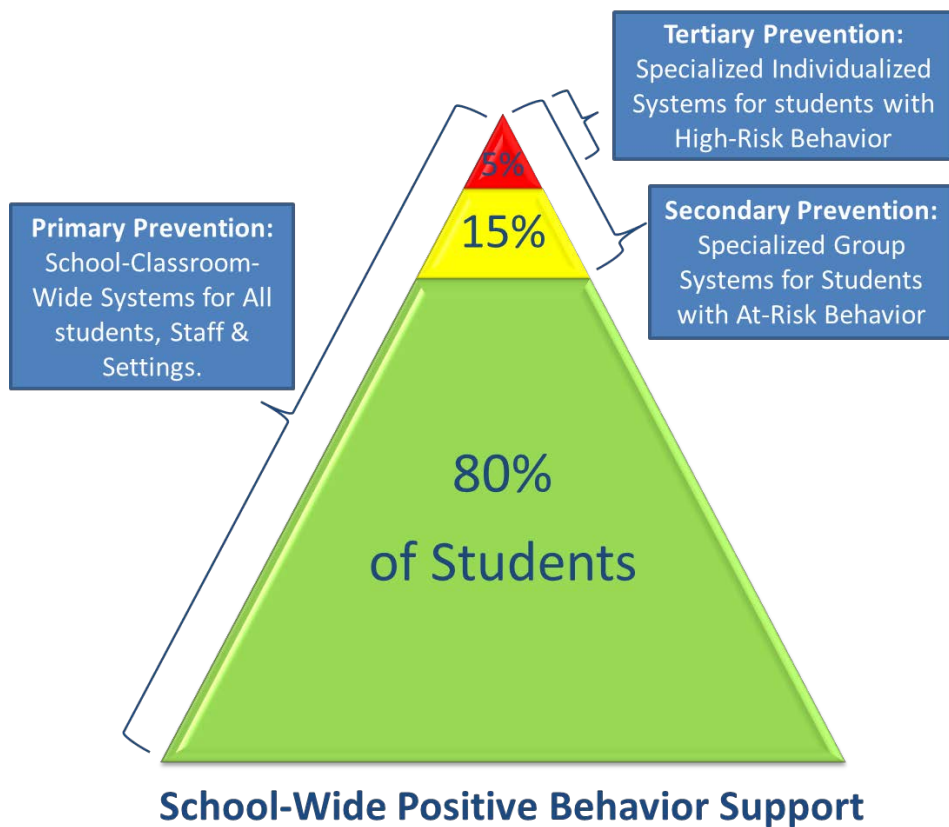 Tertiary Prevention:
Specialized Individualized
Systems for students with
High-Risk Behavior
5%
15%
Secondary Prevention:
Specialized Group
Systems for Students
with At-Risk Behavior
Primary Prevention:
School-Classroom-
Wide Systems for All
students, Staff &
Settings.
80%
of Students
School-Wide Positive Behavior Support